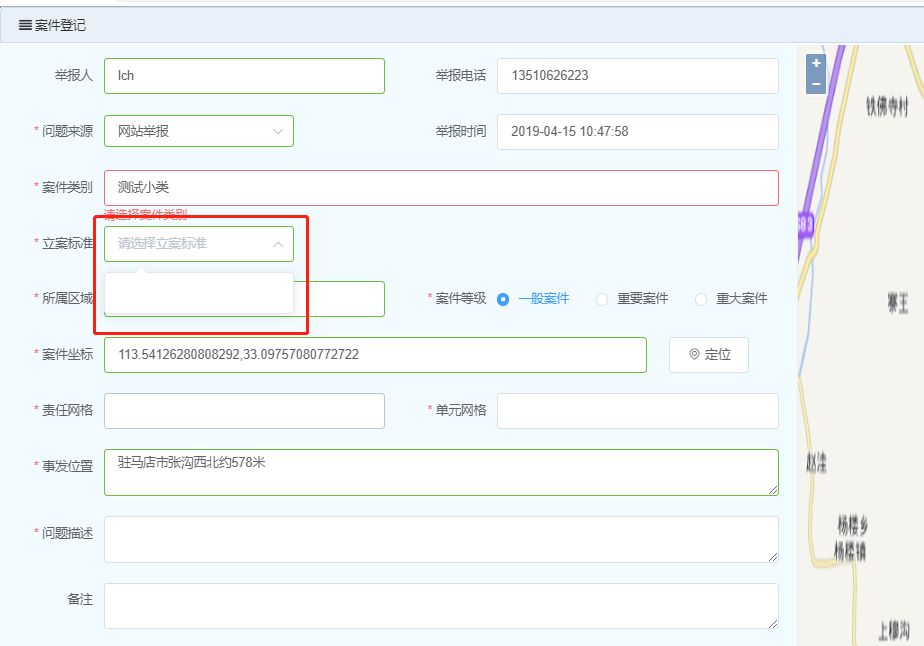 案件登记
举报人 lch 举报电话 13510626223
* 问题来源 网站举报 举报时间 2019-04-15 10:47:58
* 案件类别 测试小类
请选择案件类别
* 立案标准 请选择立案标准
* 所属区域 * 案件等级 一般案件 重要案件 重大案件
* 案件坐标 113.54126280808292,33.09757080772722 定位
* 责任网格 * 单元网格
* 事发位置 驻马店市张沟西北约578米
* 问题描述
备注
+
−
铁佛寺村
寨王
赵洼
杨楼乡
杨楼镇
上穆沟